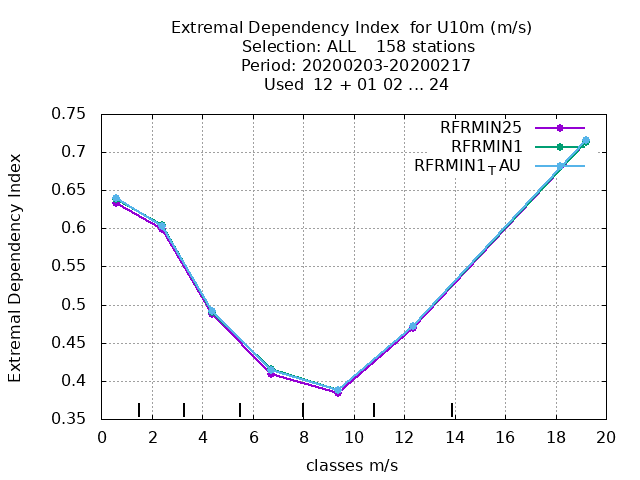 Extremal Dependency Index  for U10m (m/s)
Selection: ALL    158 stations
Period: 20200203-20200217
Used  12 + 01 02 ... 24
RFRMIN25
RFRMIN1
RFRMIN1TAU
Extremal Dependency Index
0.75
0.7
0.65
0.6
0.55
0.5
0.45
0.4
0.35
0 2 4 6 8 10 12 14 16 18 20
classes m/s